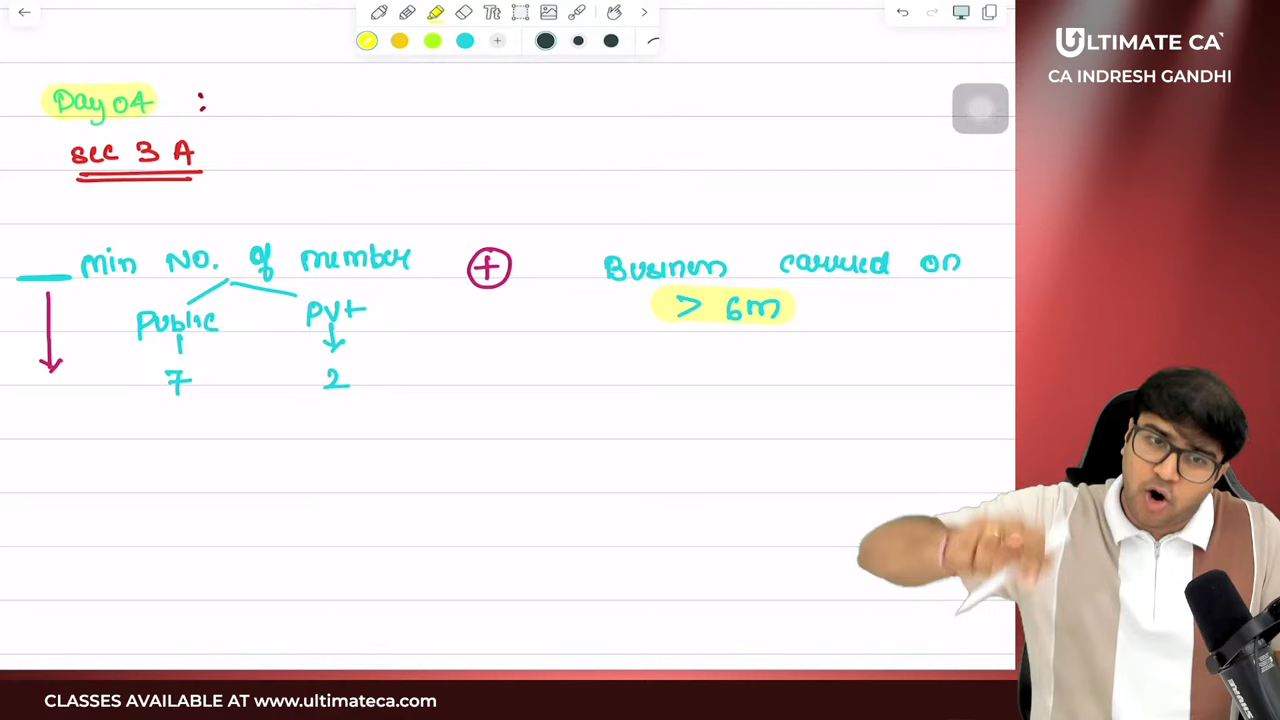 ULTIMATE CA
CA INDRESH GANDHI
Day 04 :
sec 3 A
Min No. of member + Business carried on
> 6m
Public Pvt
7 2
CLASSES AVAILABLE AT www.ultimateca.com